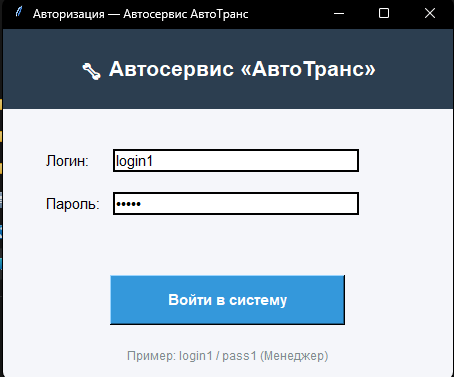 Авторизация — Автосервис АвтоТранс
Автосервис «АвтоТранс»
Логин: login1
Пароль: •••••
Войти в систему
Пример: login1 / pass1 (Менеджер)